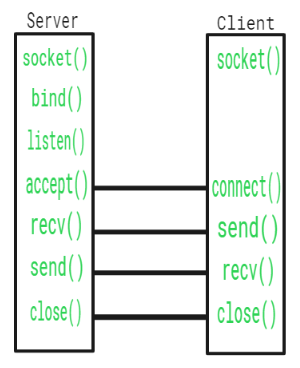 Server
socket()
bind()
listen()
accept()
recv()
send()
close()
Client
socket()
connect()
send()
recv()
close()